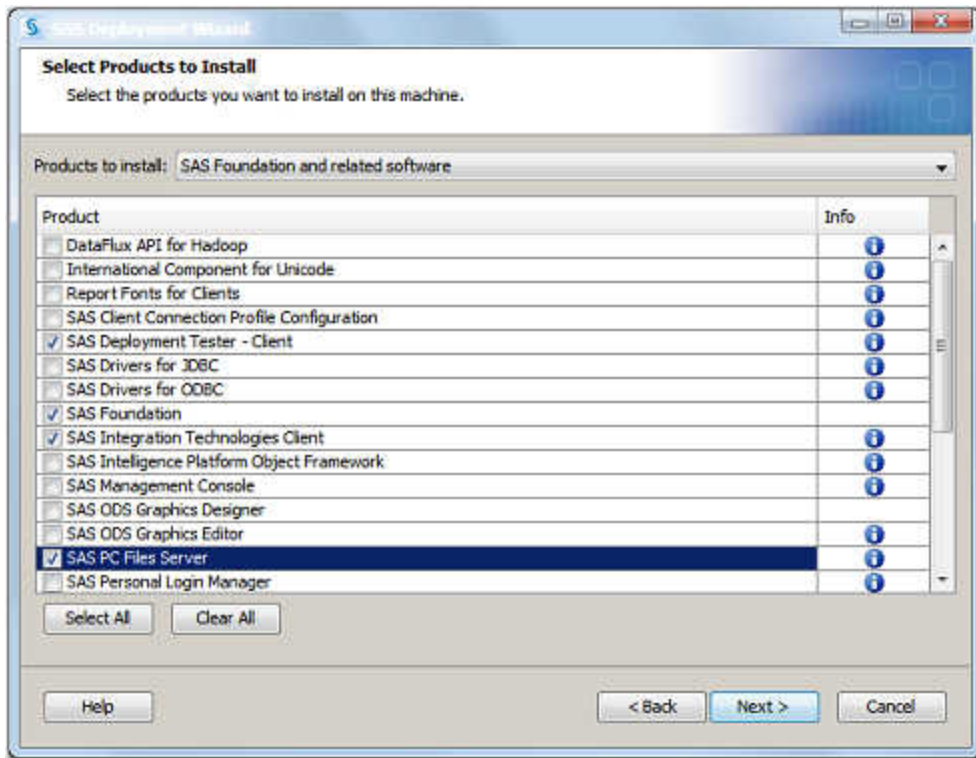 SAS Deployment Wizard
Select Products to Install
Select the products you want to install on this machine.
Products to install: SAS Foundation and related software
Product Info
DataFlux API for Hadoop
International Component for Unicode
Report Fonts for Clients
SAS Client Connection Profile Configuration
SAS Deployment Tester - Client
SAS Drivers for JDBC
SAS Drivers for ODBC
SAS Foundation
SAS Integration Technologies Client
SAS Intelligence Platform Object Framework
SAS Management Console
SAS ODS Graphics Designer
SAS ODS Graphics Editor
SAS PC Files Server
SAS Personal Login Manager
Select All Clear All
Help < Back Next > Cancel